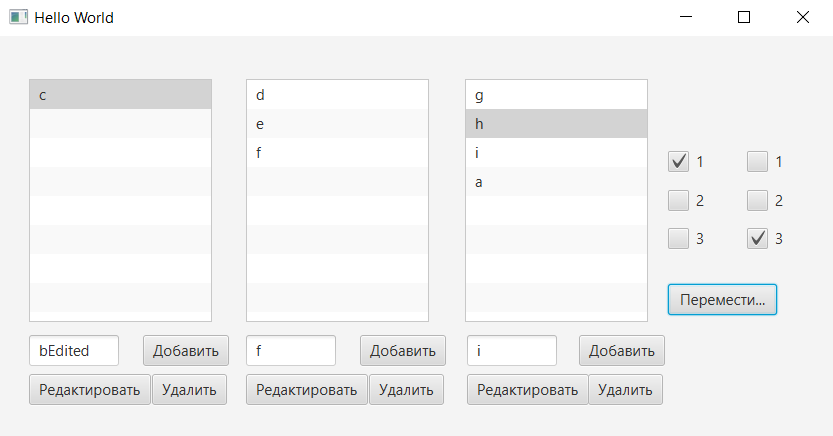 Hello World
c
d
e
f
g
h
i
a
1 1
2 2
3 3
Перемести...
bEdited Добавить f Добавить i Добавить
Редактировать Удалить Редактировать Удалить Редактировать Удалить